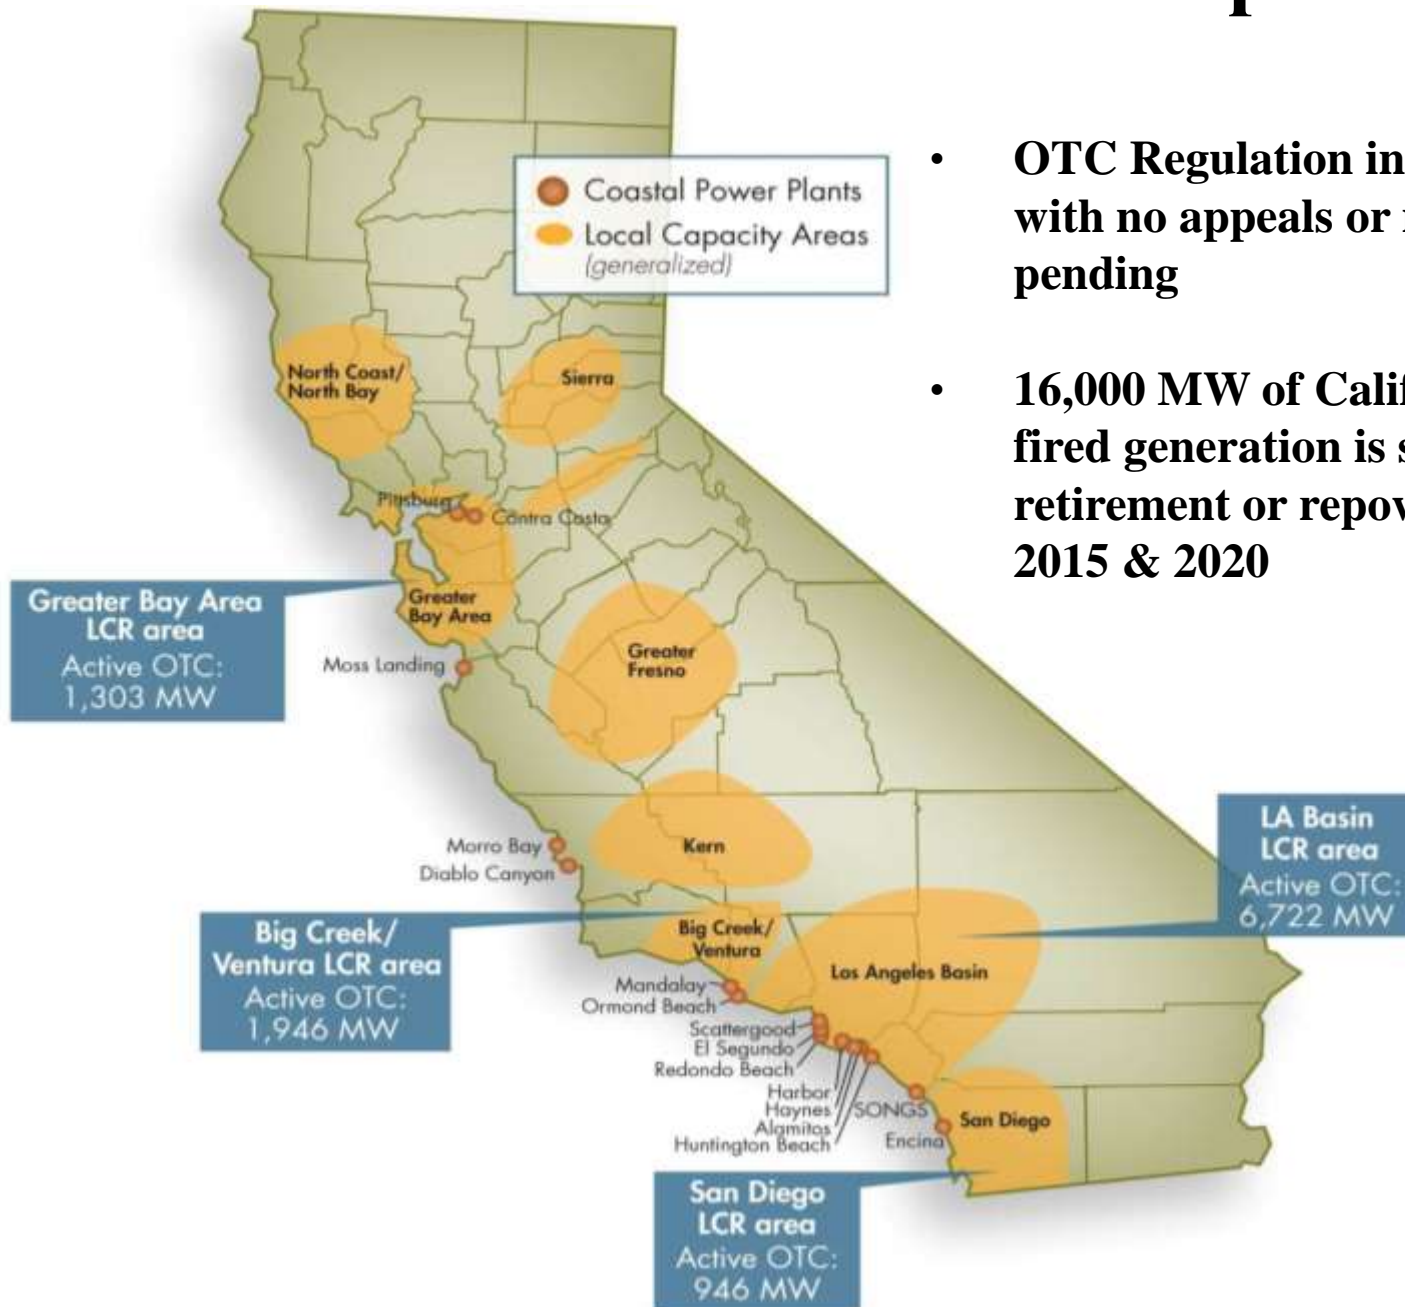 OTC Regulation in
with no appeals or
pending
16,000 MW of Calif
fired generation is s
retirement or repov
2015 & 2020
Coastal Power Plants
Local Capacity Areas
(generalized)
North Coast/
North Bay
Sierra
Pittsburg
Contra Costa
Greater Bay Area
LCR area
Active OTC:
1,303 MW
Greater
Bay Area
Moss Landing
Greater
Fresno
Morro Bay
Diablo Canyon
Kern
LA Basin
LCR area
Active OTC:
6,722 MW
Big Creek/
Ventura LCR area
Active OTC:
1,946 MW
Big Creek/
Ventura
Los Angeles Basin
Mandalay
Ormond Beach
Scattergood
El Segundo
Redondo Beach
Harbor
Haynes
Alamitos
Huntington Beach
SONGS
Encina
San Diego
San Diego
LCR area
Active OTC:
946 MW